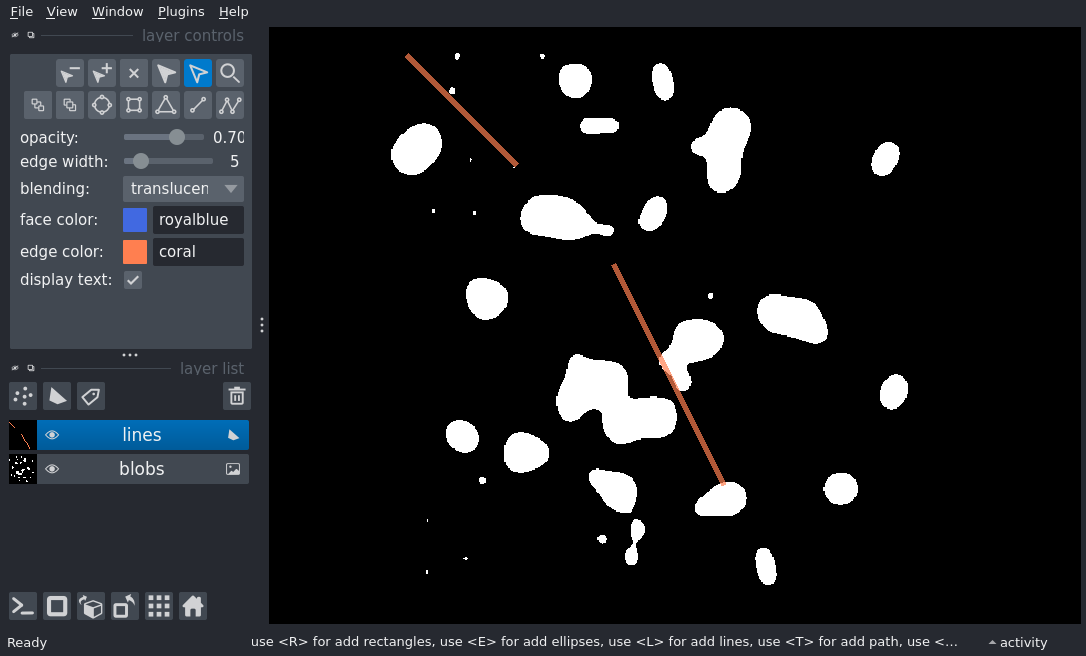 File View Window Plugins Help
layer controls
opacity: 0.70
edge width: 5
blending: translucen
face color: royalblue
edge color: coral
display text:
layer list
lines
blobs
Ready use <R> for add rectangles, use <E> for add ellipses, use <L> for add lines, use <T> for add path, use <... activity